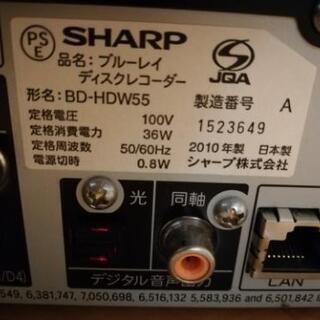 PS
E
SHARP
JQA
品名:ブルーレイ
ディスクレコーダー
形名:BD-HDW55
製造番号 A
1523649
定格電圧 100V
定格消費電力 36W
定格周波数 50/60Hz
電源切時 0.8W
2010年製 日本製
シャープ株式会社
光
同軸
/D4)
デジタル音声出力
LAN
549, 6,381,747, 7,050,698, 6,516,132 5,583,936 and 6,501,842